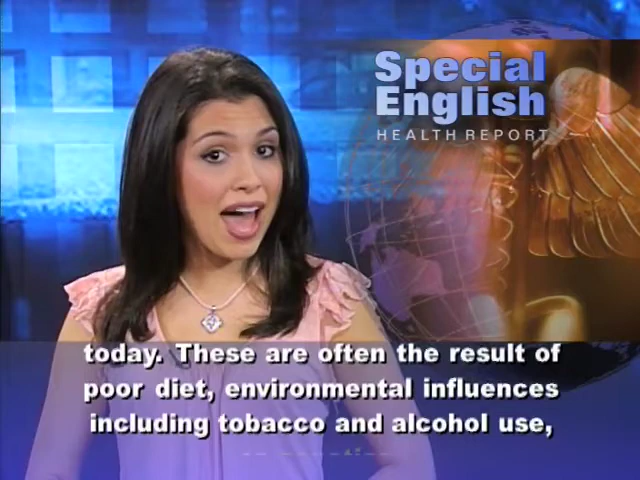 Special
English
HEALTH REPORT
today. These are often the result of
poor diet, environmental influences
including tobacco and alcohol use,